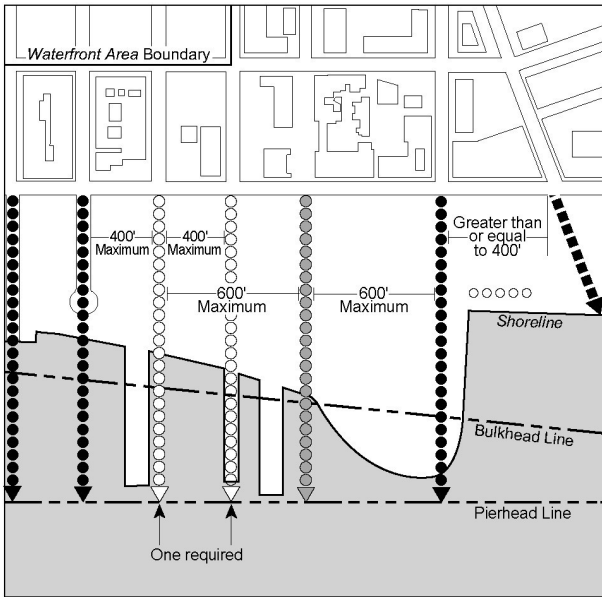 Waterfront Area Boundary
400'
Maximum
400'
Maximum
Greater than
or equal
to 400'
600'
Maximum
600'
Maximum
Shoreline
Bulkhead Line
Pierhead Line
One required